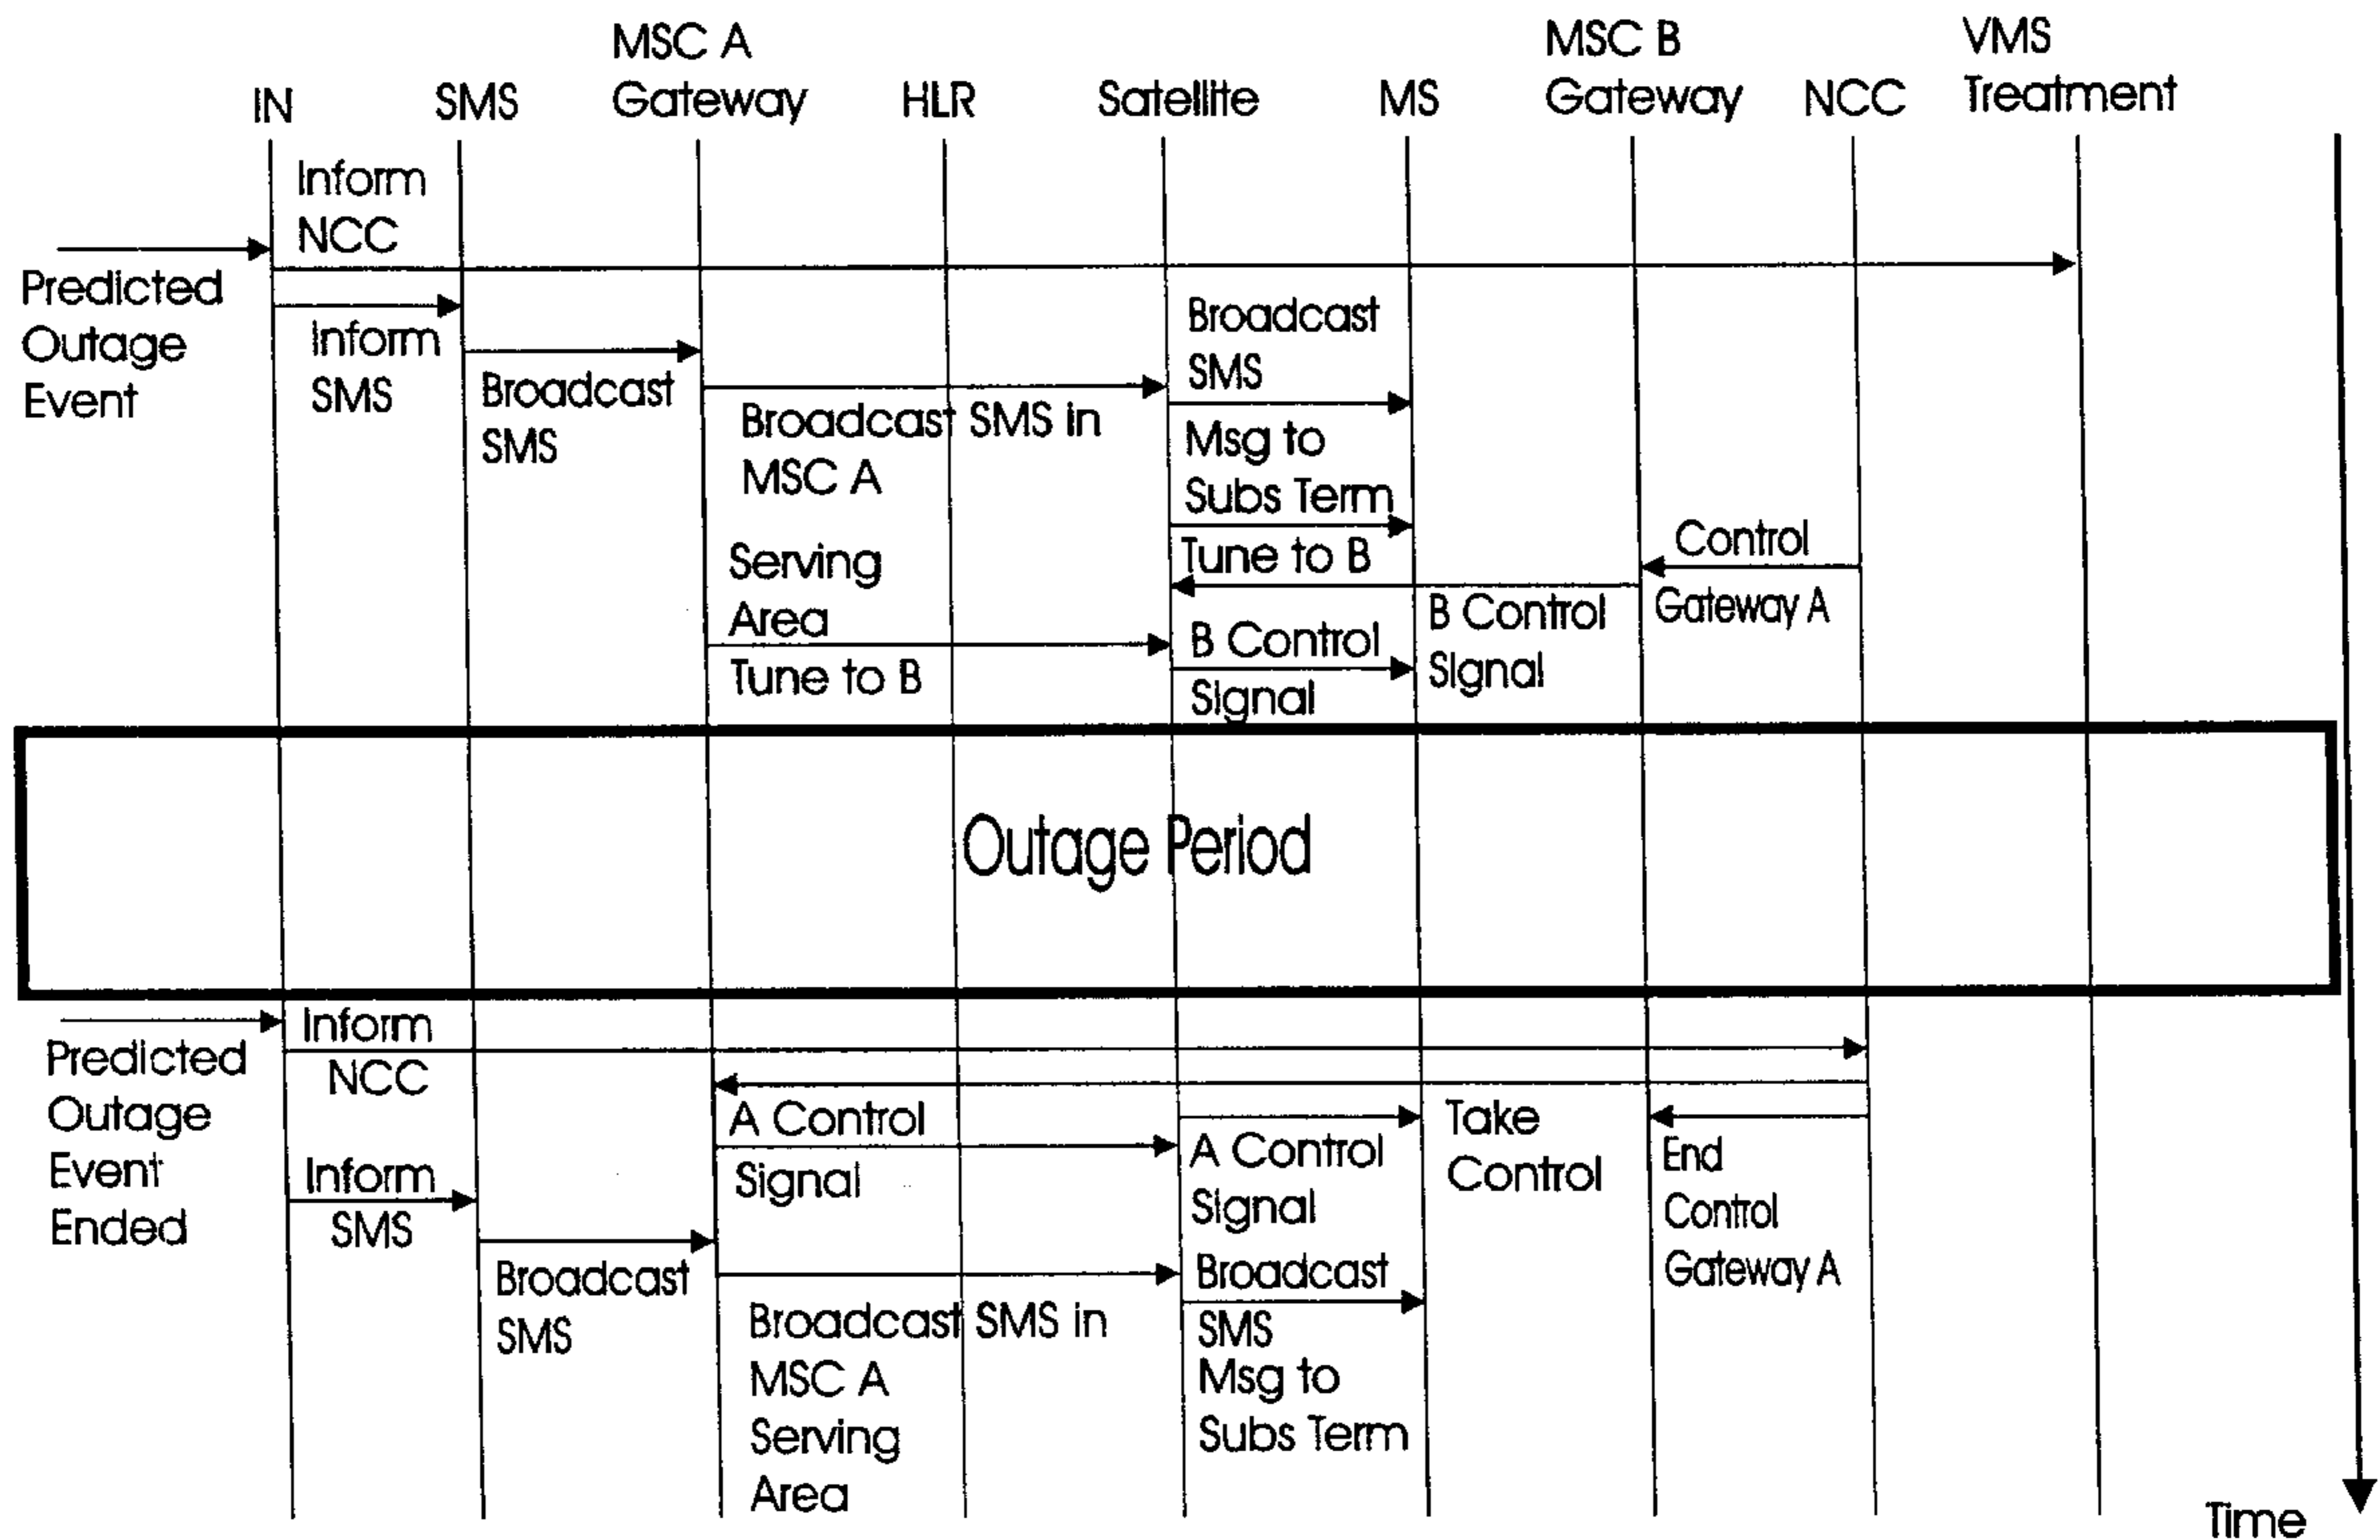 MSC A
Gateway
MSC B
Gateway
VMS
Treatment
IN
SMS
HLR
Satellite
MS
NCC
Inform
NCC
Predicted
Outage
Event
Inform
SMS
Broadcast
SMS
Broadcast SMS in
MSC A
Serving
Area
Tune to B
Broadcast
SMS
Msg to
Subs Term
Tune to B
B Control
Signal
B Control
Signal
Control
Gateway A
Outage Period
Predicted
Outage
Event
Ended
Inform
NCC
Inform
SMS
Broadcast
SMS
A Control
Signal
Broadcast SMS in
MSC A
Serving
Area
A Control
Signal
Broadcast
SMS
Msg to
Subs Term
Take
Control
End
Control
Gateway A
Time